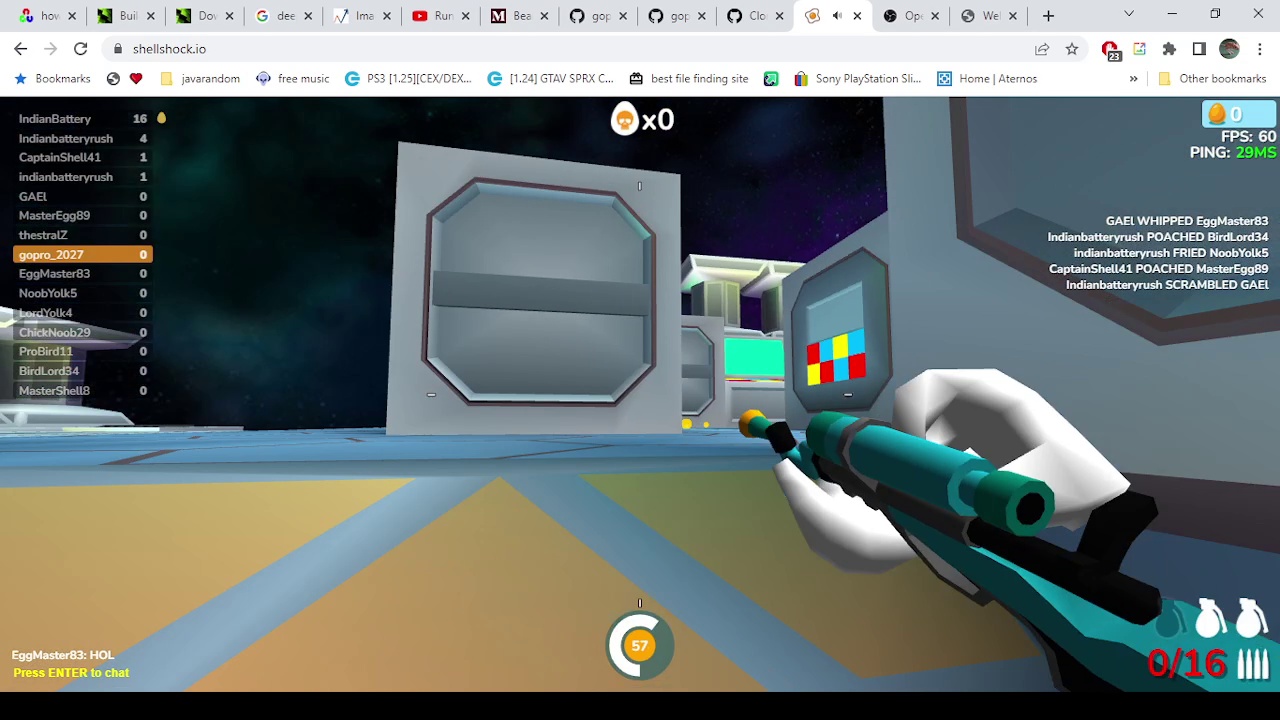 how
Buil
Dov
dee
Ima
Run
Bea
gop
gop
Clo
Ope
Wel
shellshock.io
23
Bookmarks
javarandom
free music
PS3 [1.25][CEX/DEX...
[1.24] GTAV SPRX C...
best file finding site
Sony PlayStation Sli...
Home | Aternos
»
Other bookmarks
IndianBattery 16
Indianbatteryrush 4
CaptainShell41 1
indianbatteryrush 1
GAEl 0
MasterEgg89 0
thestralZ 0
gopro_2027 0
EggMaster83 0
NoobYolk5 0
LordYolk4 0
ChickNoob29 0
ProBird11 0
BirdLord34 0
MasterShell8 0
x0
0
FPS: 60
PING: 29MS
GAEl WHIPPED EggMaster83
Indianbatteryrush POACHED BirdLord34
indianbatteryrush FRIED NoobYolk5
CaptainShell41 POACHED MasterEgg89
Indianbatteryrush SCRAMBLED GAEl
57
EggMaster83: HOL
Press ENTER to chat
0/16